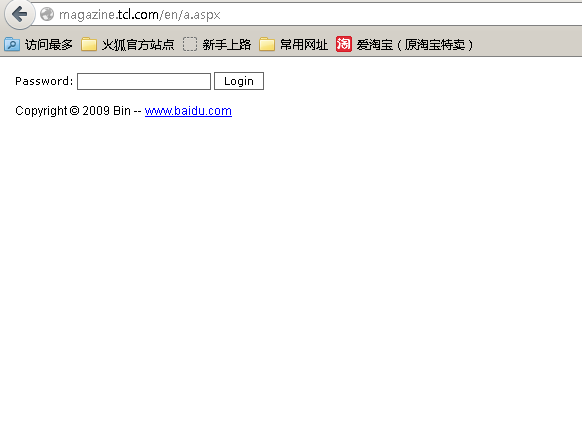 magazine.tcl.com/en/a.aspx
访问最多 火狐官方站点 新手上路 常用网址 淘 爱淘宝（原淘宝特卖）
Password: Login
Copyright © 2009 Bin -- www.baidu.com